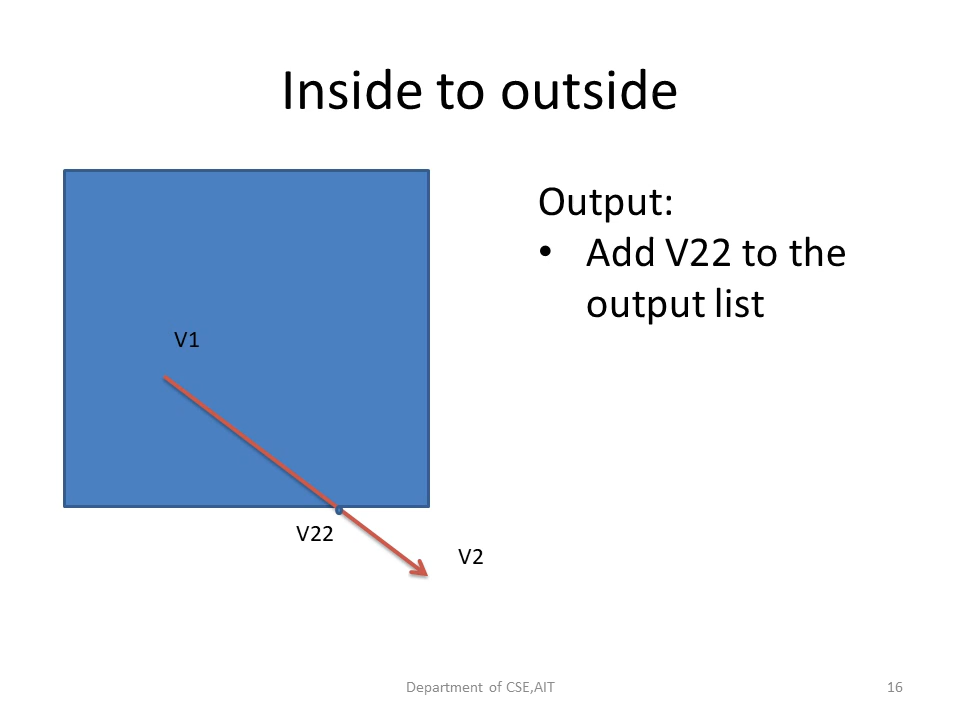 Inside to outside
Output:
• Add V22 to the
output list
V1
V22
V2
Department of CSE,AIT
16